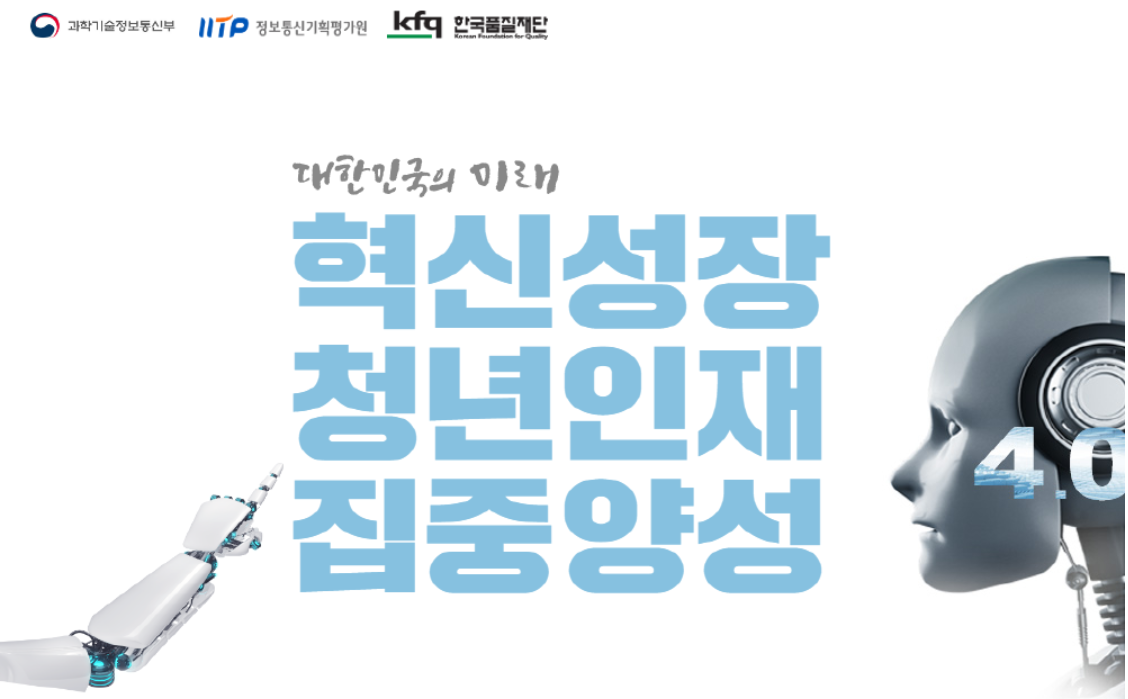 과학기술정보통신부 IITP 정보통신기획평가원 kfq 한국품질재단
Korean Foundation for Quality
대한민국의 미래
혁신성장
청년인재
집중양성
4.0